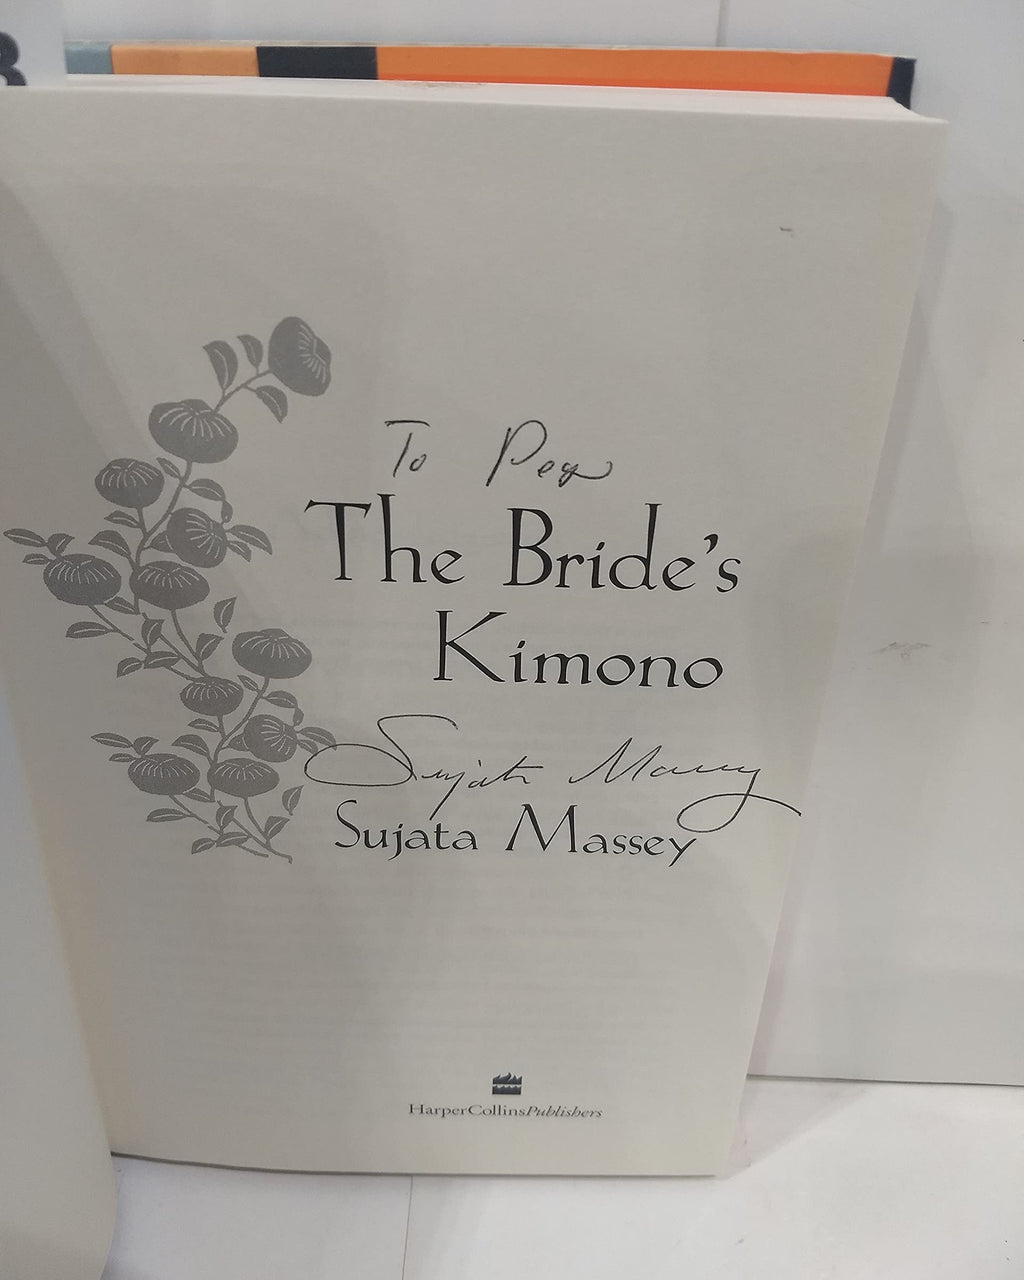 To Peg
The Bride's
Kimono
Sujata Massey
Sujata Massey
HarperCollinsPublishers